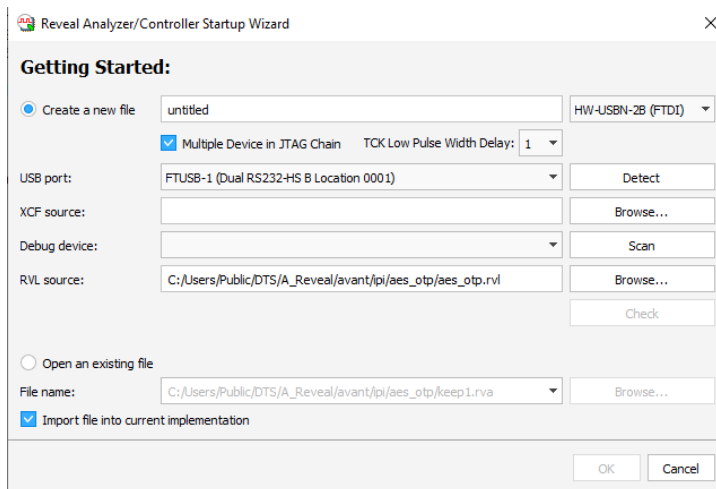 Reveal Analyzer/Controller Startup Wizard
Getting Started:
Create a new file untitled HW-USBN-2B (FTDI)
Multiple Device in JTAG Chain TCK Low Pulse Width Delay: 1
USB port: FTUSB-1 (Dual RS232-HS B Location 0001) Detect
XCF source: Browse...
Debug device: Scan
RVL source: C:/Users/Public/DTS/A_Reveal/avant/ipi/aes_otp/aes_otp.rvl Browse...
Check
Open an existing file
File name: C:/Users/Public/DTS/A_Reveal/avant/ipi/aes_otp/keep1.rva Browse...
Import file into current implementation
OK Cancel